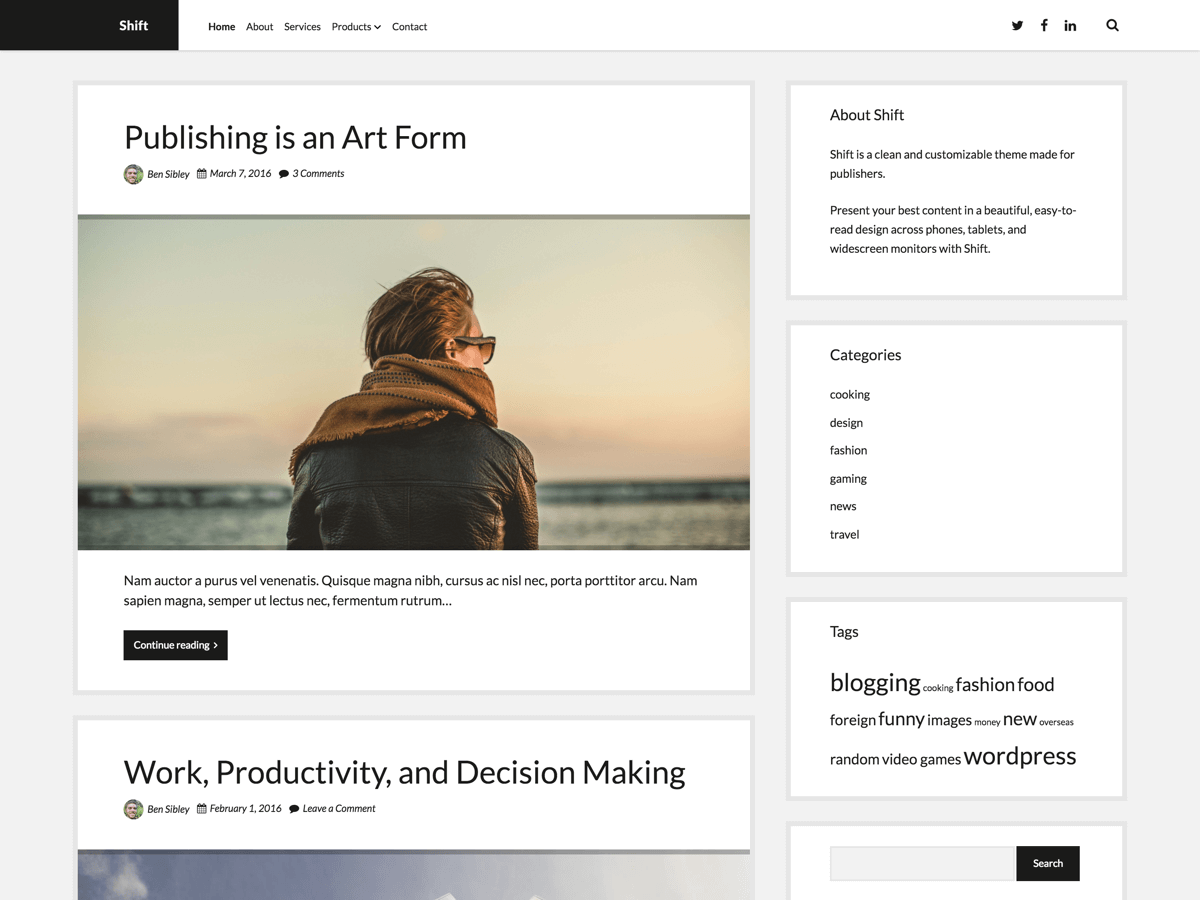 Shift
Home About Services Products Contact
Publishing is an Art Form
Ben Sibley March 7, 2016 3 Comments
Nam auctor a purus vel venenatis. Quisque magna nibh, cursus ac nisl nec, porta porttitor arcu. Nam
sapien magna, semper ut lectus nec, fermentum rutrum…
Continue reading
Work, Productivity, and Decision Making
Ben Sibley February 1, 2016 Leave a Comment
About Shift
Shift is a clean and customizable theme made for
publishers.
Present your best content in a beautiful, easy-to-
read design across phones, tablets, and
widescreen monitors with Shift.
Categories
cooking
design
fashion
gaming
news
travel
Tags
blogging cooking fashion food
foreign funny images money new overseas
random video games wordpress
Search